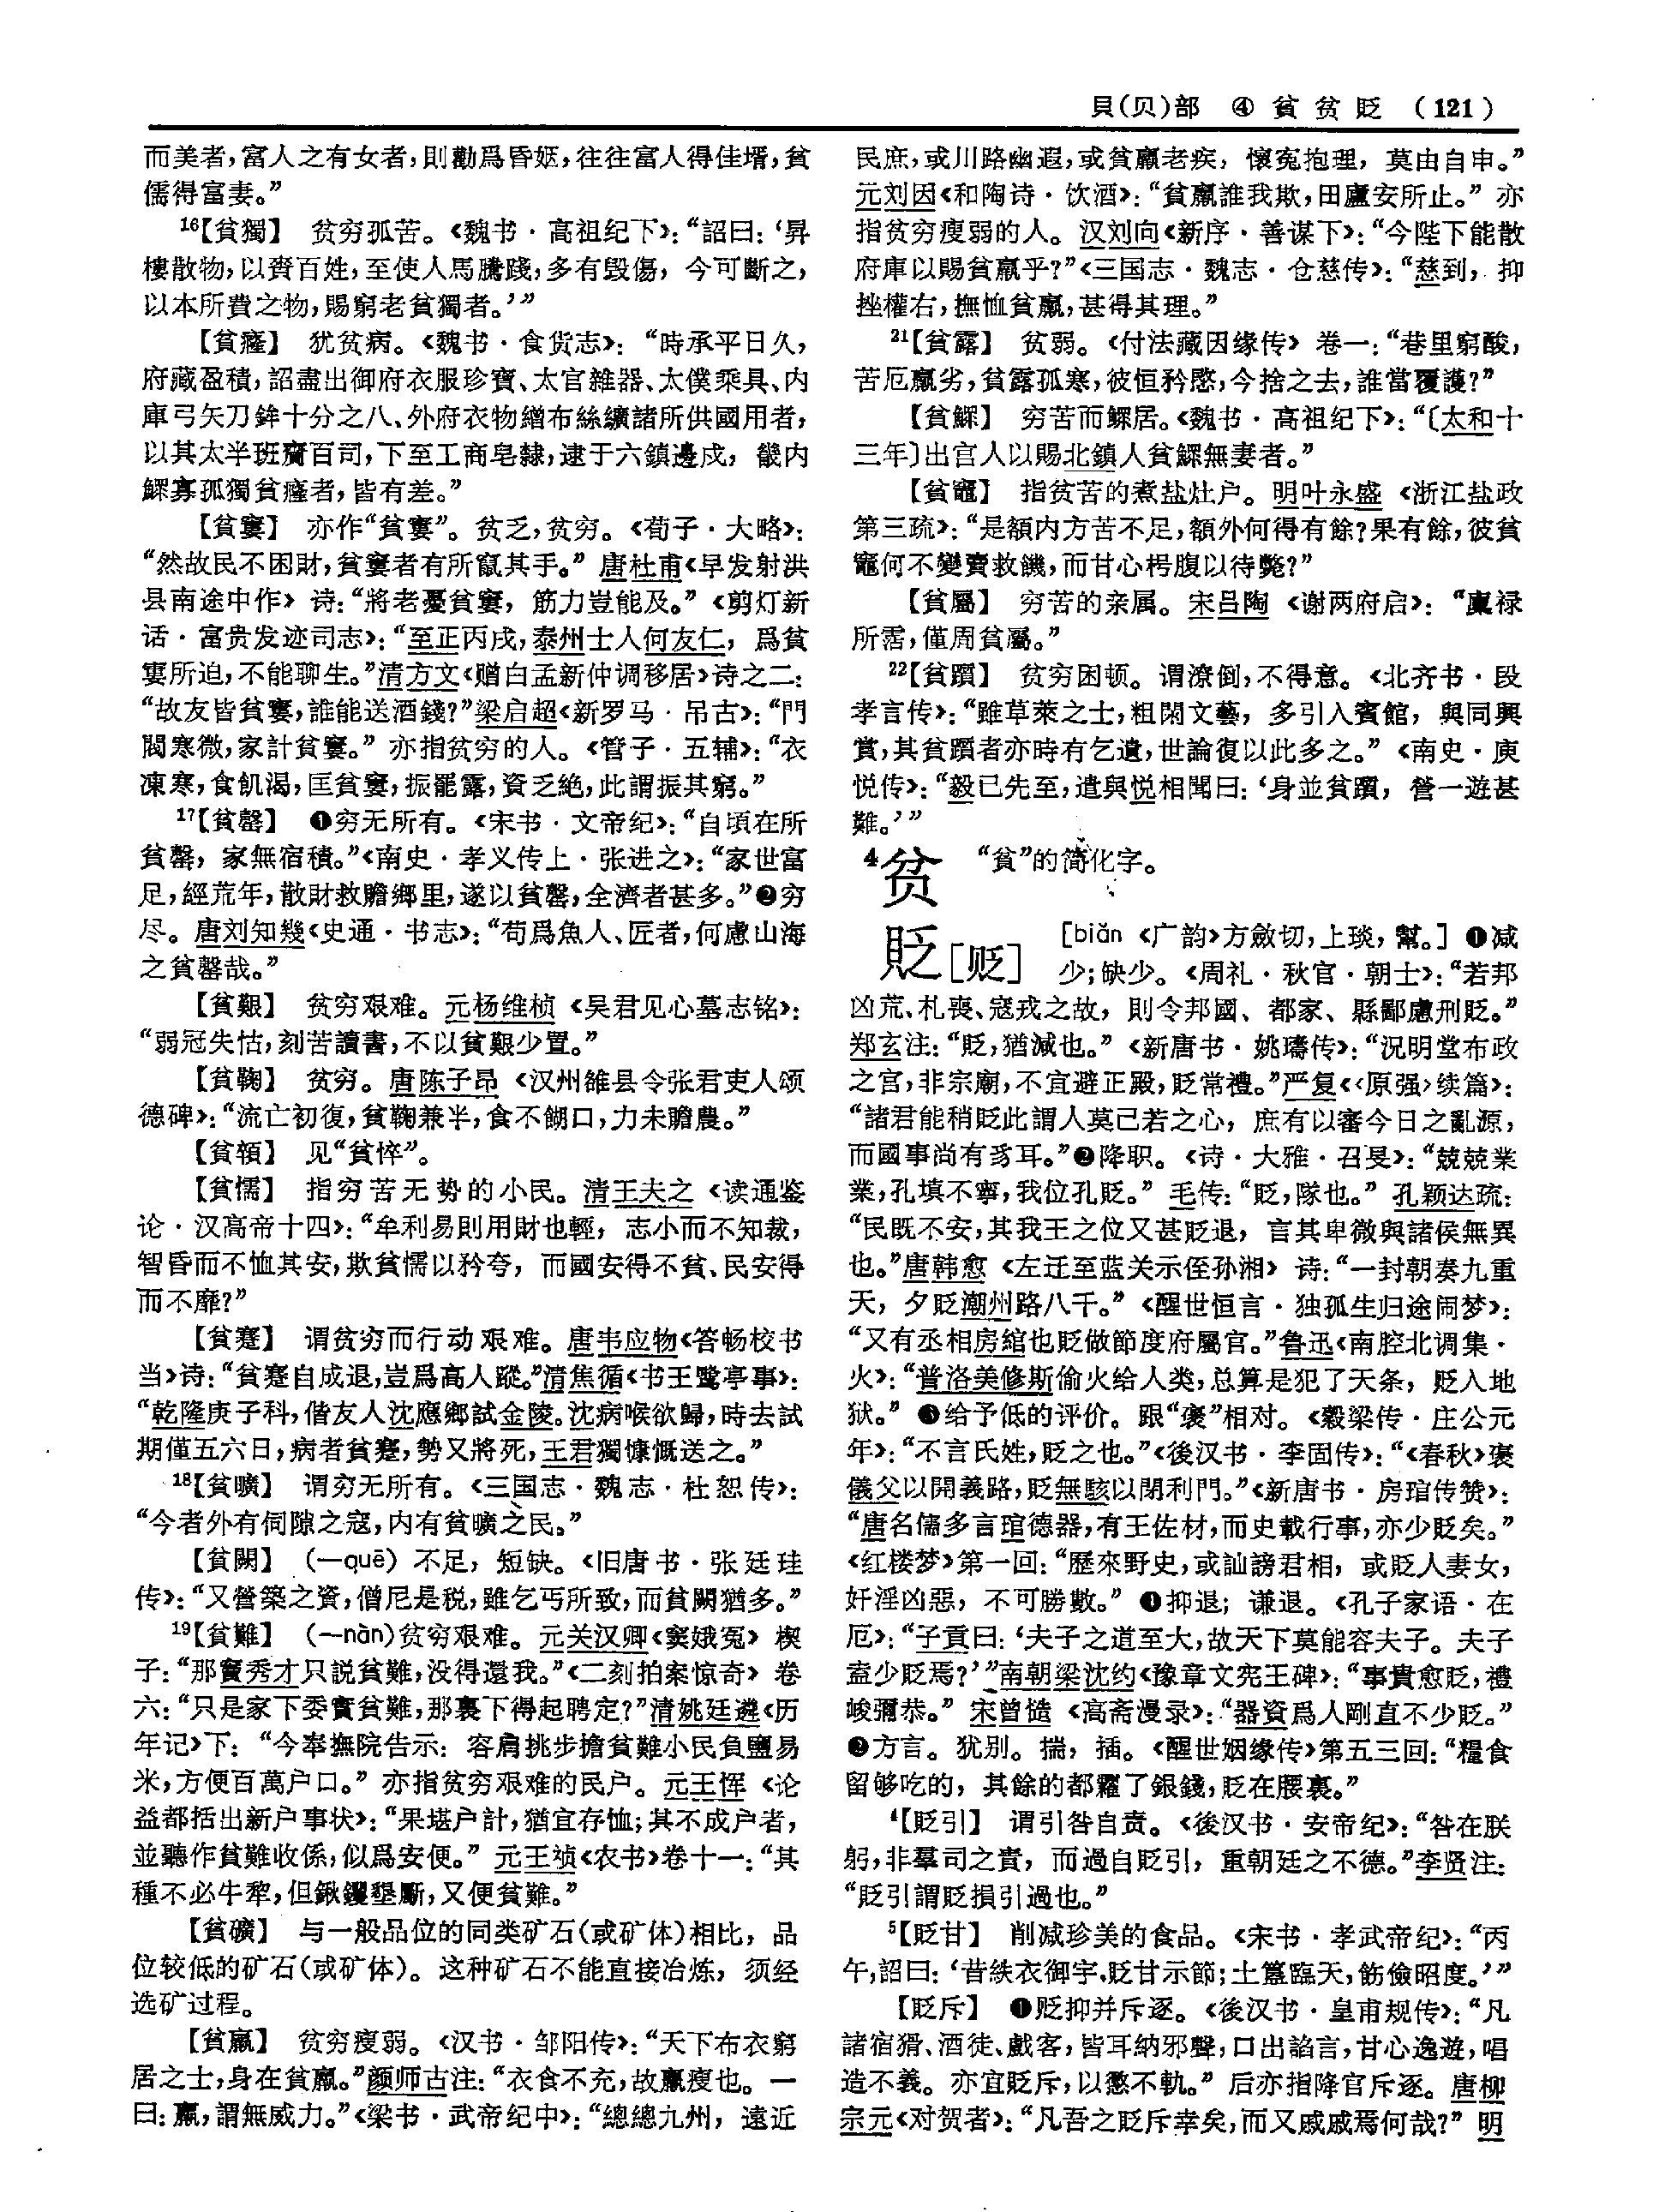 貝(贝)部　④ 貧 贫 貶 (121)
而美者，富人之有女者，則勸爲昏姻，往往富人得佳壻，貧
儒得富妻。”
16【貧獨】　贫穷孤苦。《魏书·高祖纪下》：“詔曰：‘昇
樓散物，以賚百姓，至使人馬騰踐，多有毁傷，今可斷之，
以本所費之物，賜窮老貧獨者。’”
【貧癃】　犹贫病。《魏书·食货志》：“時承平日久，
府藏盈積，詔盡出御府衣服珍寶、太官雜器、太僕乘具、内
庫弓矢刀鉾十分之八、外府衣物繒布絲纊諸所供國用者，
以其太半班齎百司，下至工商皂隸，逮于六鎮邊戍，畿内
鰥寡孤獨貧癃者，皆有差。”
【貧窶】　亦作“貧寠”。贫乏，贫穷。《荀子·大略》：
“然故民不困財，貧窶者有所竄其手。”唐杜甫《早发射洪
县南途中作》诗：“將老憂貧窶，筋力豈能及。”《剪灯新
话·富贵发迹司志》：“至正丙戌，泰州士人何友仁，爲貧
寠所迫，不能聊生。”清方文《赠白孟新仲调移居》诗之二：
“故友皆貧窶，誰能送酒錢？”梁启超《新罗马·吊古》：“門
閥寒微，家計貧窶。”亦指贫穷的人。《管子·五辅》：“衣
凍寒，食飢渴，匡貧窶，振罷露，資乏絶，此謂振其窮。”
17【貧罄】　❶穷无所有。《宋书·文帝纪》：“自頃在所
貧罄，家無宿積。”《南史·孝义传上·张进之》：“家世富
足，經荒年，散財救贍鄉里，遂以貧罄，全濟者甚多。”❷穷
尽。唐刘知幾《史通·书志》：“苟爲魚人、匠者，何慮山海
之貧罄哉。”
【貧艱】　贫穷艰难。元杨维桢《吴君见心墓志铭》：
“弱冠失怙，刻苦讀書，不以貧艱少置。”
【貧鞠】　贫穷。唐陈子昂《汉州雒县令张君吏人颂
德碑》：“流亡初復，貧鞠兼半，食不餬口，力未贍農。”
【貧顇】　见“貧悴”。
【貧懦】　指穷苦无势的小民。清王夫之《读通鉴
论·汉高帝十四》：“牟利易則用財也輕，志小而不知裁，
智昏而不恤其安，欺貧懦以矜夸，而國安得不貧、民安得
而不靡？”
【貧蹇】　谓贫穷而行动艰难。唐韦应物《答畅校书
当》诗：“貧蹇自成退，豈爲高人蹤。”清焦循《书王鹭亭事》：
“乾隆庚子科，偕友人沈應鄉試金陵。沈病喉欲歸，時去試
期僅五六日，病者貧蹇，勢又將死，王君獨慷慨送之。”
18【貧曠】　谓穷无所有。《三国志·魏志·杜恕传》：
“今者外有伺隙之寇，内有貧曠之民。”
【貧闕】　(—quē) 不足，短缺。《旧唐书·张廷珪
传》：“又營築之資，僧尼是税，雖乞丐所致，而貧闕猶多。”
19【貧難】　(—nàn)贫穷艰难。元关汉卿《窦娥冤》楔
子：“那竇秀才只説貧難，没得還我。”《二刻拍案惊奇》卷
六：“只是家下委實貧難，那裏下得起聘定？”清姚廷遴《历
年记》下：“今奉撫院告示：容肩挑步擔貧難小民負鹽易
米，方便百萬户口。”亦指贫穷艰难的民户。元王恽《论
益都括出新户事状》：“果堪户計，猶宜存恤；其不成户者，
並聽作貧難收係，似爲安便。”元王祯《农书》卷十一：“其
種不必牛犂，但鍬钁墾劚，又便貧難。”
【貧礦】　与一般品位的同类矿石(或矿体)相比，品
位较低的矿石(或矿体)。这种矿石不能直接冶炼，须经
选矿过程。
【貧羸】　贫穷瘦弱。《汉书·邹阳传》：“天下布衣窮
居之士，身在貧羸。”颜师古注：“衣食不充，故羸瘦也。一
曰：羸，謂無威力。”《梁书·武帝纪中》：“總總九州，遠近
民庶，或川路幽遐，或貧羸老疾，懷冤抱理，莫由自申。”
元刘因《和陶诗·饮酒》：“貧羸誰我欺，田廬安所止。”亦
指贫穷瘦弱的人。汉刘向《新序·善谋下》：“今陛下能散
府庫以賜貧羸乎？”《三国志·魏志·仓慈传》：“慈到，抑
挫權右，撫恤貧羸，甚得其理。”
21【貧露】　贫弱。《付法藏因缘传》卷一：“巷里窮酸，
苦厄羸劣，貧露孤寒，彼恒矜愍，今捨之去，誰當覆護？”
【貧鰥】　穷苦而鰥居。《魏书·高祖纪下》：“〔太和十
三年〕出宫人以賜北鎮人貧鰥無妻者。”
【貧竈】　指贫苦的煮盐灶户。明叶永盛《浙江盐政
第三疏》：“是額内方苦不足，額外何得有餘？果有餘，彼貧
竈何不變賣救饑，而甘心枵腹以待斃？”
【貧屬】　穷苦的亲属。宋吕陶《谢两府启》：“稟禄
所霑，僅周貧屬。”
22【貧躓】　贫穷困顿。谓潦倒，不得意。《北齐书·段
孝言传》：“雖草萊之士，粗閑文藝，多引入賓館，與同興
賞，其貧躓者亦時有乞遺，世論復以此多之。”《南史·庾
悦传》：“毅已先至，遣與悦相聞曰：‘身並貧躓，營一遊甚
難。’”
4贫　“貧”的简化字。
貶[贬]　[biǎn《广韵》方斂切，上琰，幫。] ❶减
少；缺少。《周礼·秋官·朝士》：“若邦
凶荒、札喪、寇戎之故，則令邦國、都家、縣鄙慮刑貶。”
郑玄注：“貶，猶減也。”《新唐书·姚璹传》：“況明堂布政
之宫，非宗廟，不宜避正殿，貶常禮。”严复《〈原强〉续篇》：
“諸君能稍貶此謂人莫己若之心，庶有以審今日之亂源，
而國事尚有豸耳。”❷降职。《诗·大雅·召旻》：“兢兢業
業，孔填不寧，我位孔貶。”毛传：“貶，隊也。”孔颖达疏：
“民既不安，其我王之位又甚貶退，言其卑微與諸侯無異
也。”唐韩愈《左迁至蓝关示侄孙湘》诗：“一封朝奏九重
天，夕貶潮州路八千。”《醒世恒言·独孤生归途闹梦》：
“又有丞相房綰也貶做節度府屬官。”鲁迅《南腔北调集·
火》：“普洛美修斯偷火给人类，总算是犯了天条，贬入地
狱。”❸给予低的评价。跟“褒”相对。《穀梁传·庄公元
年》：“不言氏姓，貶之也。”《後汉书·李固传》：“《春秋》褒
儀父以開義路，貶無駭以閉利門。”《新唐书·房琯传赞》：
“唐名儒多言琯德器，有王佐材，而史載行事，亦少貶矣。”
《红楼梦》第一回：“歷來野史，或訕謗君相，或貶人妻女，
奸淫凶惡，不可勝數。”❹抑退；谦退。《孔子家语·在
厄》：“子貢曰：‘夫子之道至大，故天下莫能容夫子。夫子
盍少貶焉？’”南朝梁沈约《豫章文宪王碑》：“事貴愈貶，禮
峻彌恭。”宋曾慥《高斋漫录》：“器資爲人剛直不少貶。”
❷方言。犹别。揣，插。《醒世姻缘传》第五三回：“糧食
留够吃的，其餘的都糶了銀錢，貶在腰裏。”
4【貶引】　谓引咎自责。《後汉书·安帝纪》：“咎在朕
躬，非羣司之責，而過自貶引，重朝廷之不德。”李贤注：
“貶引謂貶損引過也。”
5【貶甘】　削减珍美的食品。《宋书·孝武帝纪》：“丙
午，詔曰：‘昔紩衣御宇，貶甘示節；土簋臨天，飭儉昭度。’”
【貶斥】　❶贬抑并斥逐。《後汉书·皇甫规传》：“凡
諸宿猾、酒徒、戲客，皆耳納邪聲，口出諂言，甘心逸遊，唱
造不義。亦宜貶斥，以懲不軌。”后亦指降官斥逐。唐柳
宗元《对贺者》：“凡吾之貶斥幸矣，而又戚戚焉何哉？”明